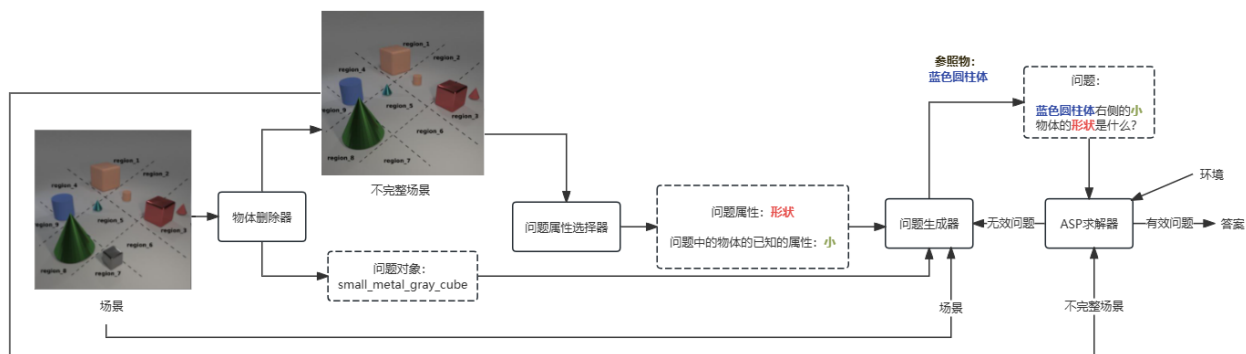 region_1
region_2
region_4
region_5
region_3
region_9
region_6
region_8
region_7
不完整场景
region_1
region_2
region_4
region_5
region_3
region_9
region_6
region_8
region_7
场景
物体删除器
问题对象：
small_metal_gray_cube
问题属性选择器
问题属性：形状
问题中的物体的已知的属性：小
问题生成器
参照物：
蓝色圆柱体
问题：
蓝色圆柱体右侧的小
物体的形状是什么？
无效问题
ASP求解器
有效问题
答案
环境
场景
不完整场景